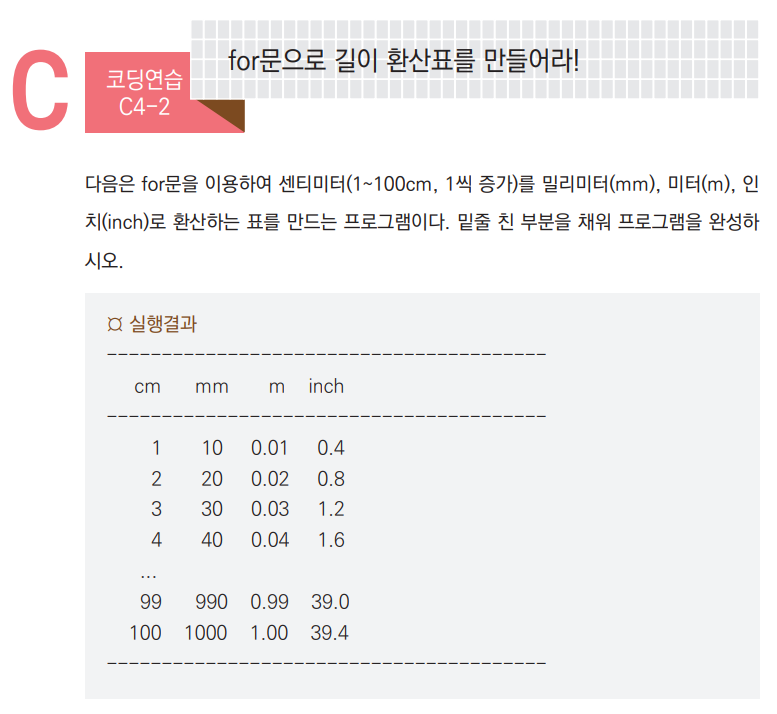 C
코딩연습
C4-2
for문으로 길이 환산표를 만들어라!
다음은 for문을 이용하여 센티미터(1~100cm, 1씩 증가)를 밀리미터(mm), 미터(m), 인
치(inch)로 환산하는 표를 만드는 프로그램이다. 밑줄 친 부분을 채워 프로그램을 완성하
시오.
¤ 실행결과
----------------------------------------
cm mm m inch
----------------------------------------
1 10 0.01 0.4
2 20 0.02 0.8
3 30 0.03 1.2
4 40 0.04 1.6
...
99 990 0.99 39.0
100 1000 1.00 39.4
----------------------------------------